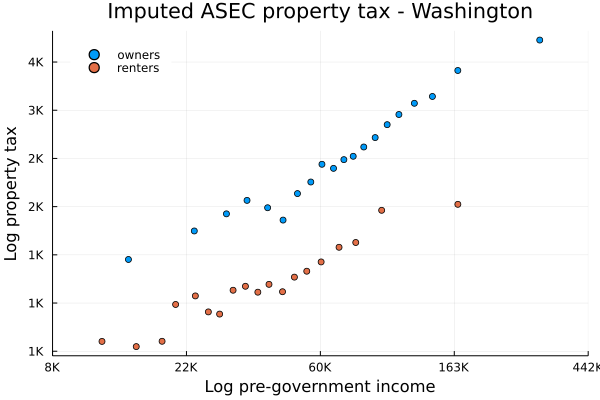 Imputed ASEC property tax - Washington
owners
renters
Log property tax
4K
3K
2K
2K
1K
1K
1K
8K
22K
60K
163K
442K
Log pre-government income